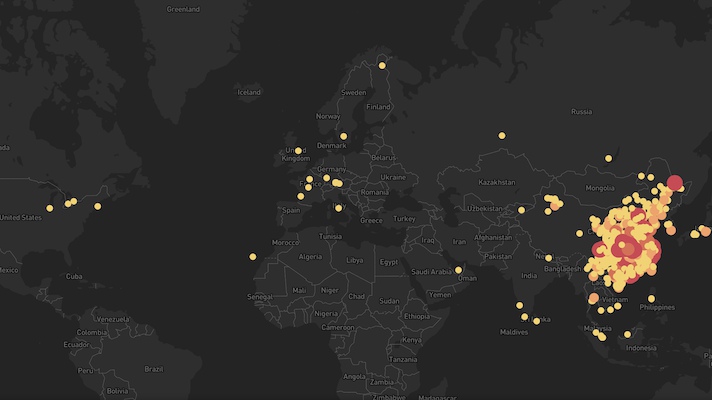 Greenland
Iceland
Sweden
Russia
Finland
Norway
Denmark
United
Kingdom
Belarus
Germany
Ukraine
Kazakhstan
Mongolia
France
Romania
Spain
Uzbekistan
United States
Greece
Turkey
Tunisia
Morocco
Iraq
Iran
Afghanistan
Algeria
Libya
Egypt
Pakistan
Mexico
Cuba
Saudi Arabia
Oman
India
Bangladesh
Senegal
Mali
Niger
Chad
Sudan
Yemen
Vietnam
Philippines
Venezuela
Nigeria
Ethiopia
Colombia
Cameroon
Maldives
Malaysia
Ecuador
Kenya
Indonesia
Peru
Brazil
Tanzania
Angola
Zambia
Bolivia
Zimbabwe
Madagascar